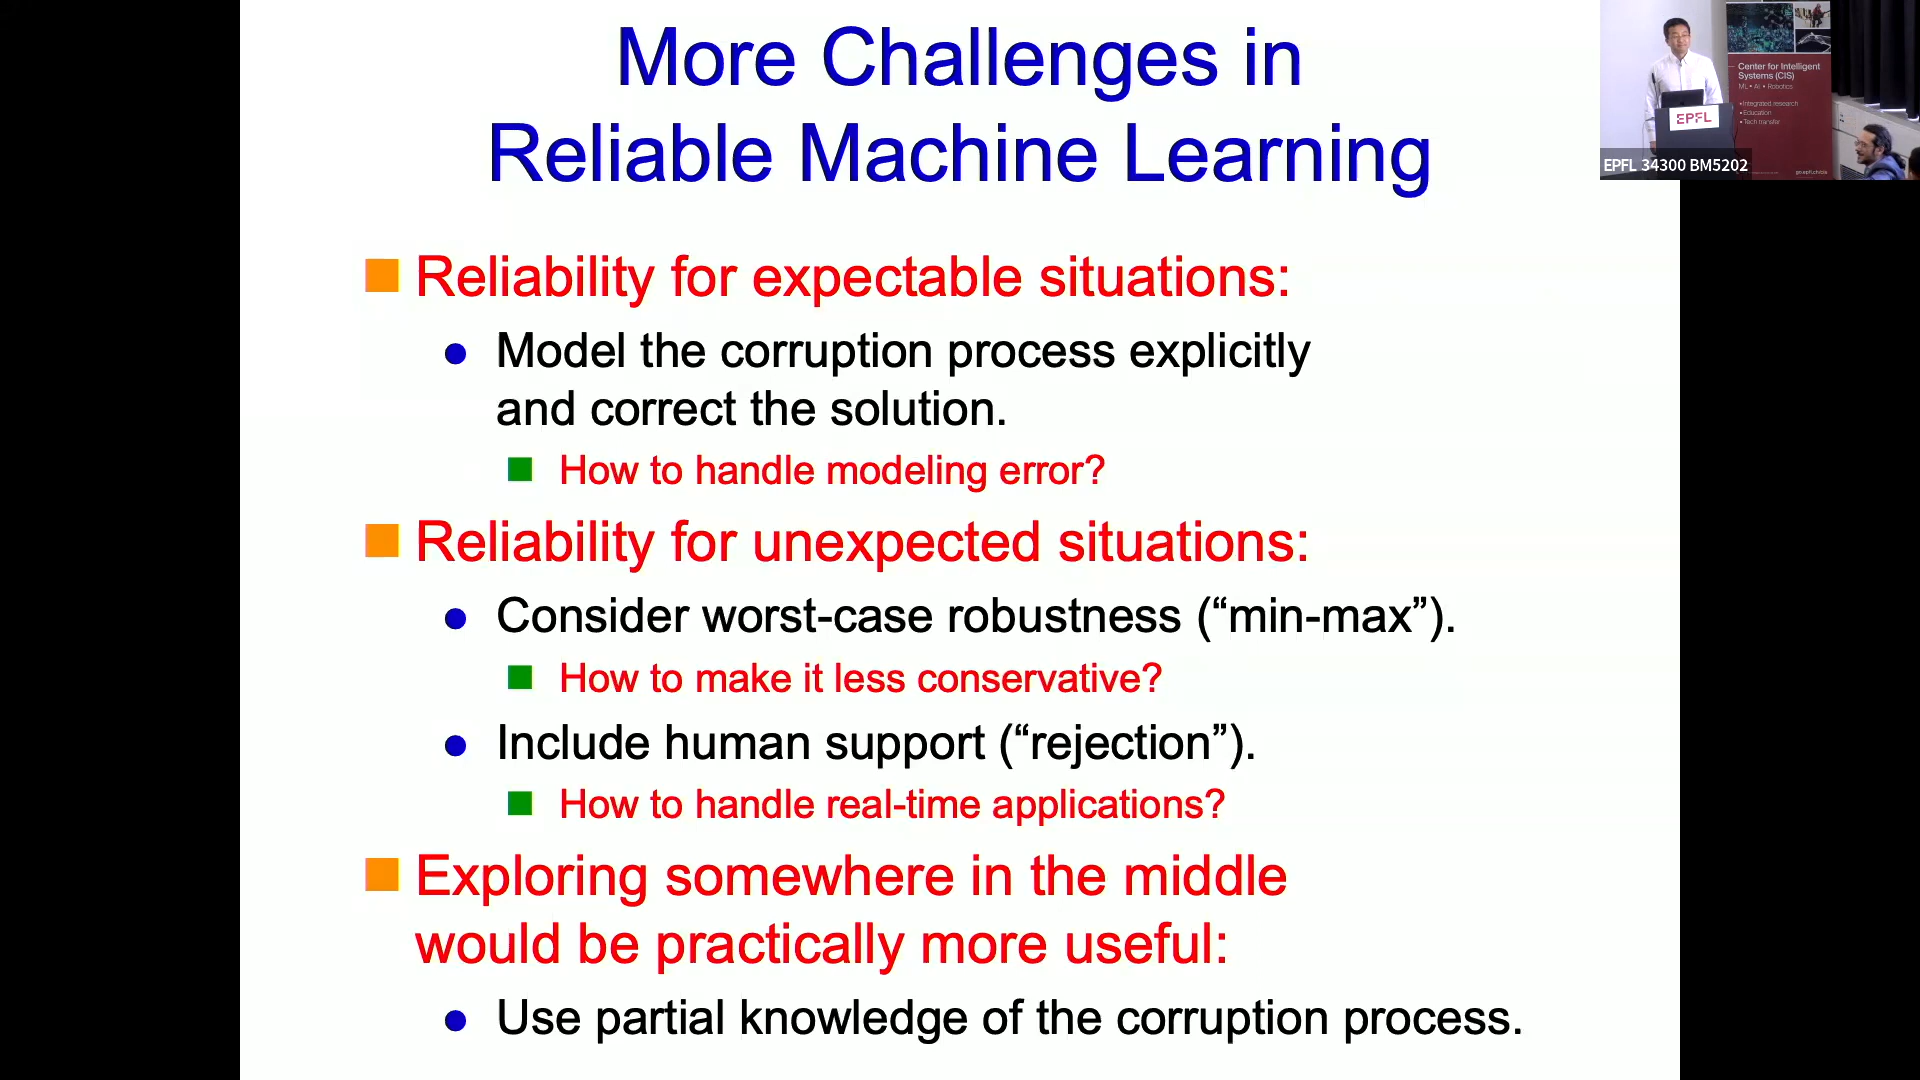 More Challenges in
Reliable Machine Learning
Reliability for expectable situations:
Model the corruption process explicitly
and correct the solution.
How to handle modeling error?
Reliability for unexpected situations:
Consider worst-case robustness (“min-max”).
How to make it less conservative?
Include human support (“rejection”).
How to handle real-time applications?
Exploring somewhere in the middle
would be practically more useful:
Use partial knowledge of the corruption process.
Center for Intelligent
Systems (CIS)
ML • AI • Robotics
•Integrated research
•Education
•Tech transfer
EPFL
EPFL 34300 BM5202
go.epfl.ch/cis